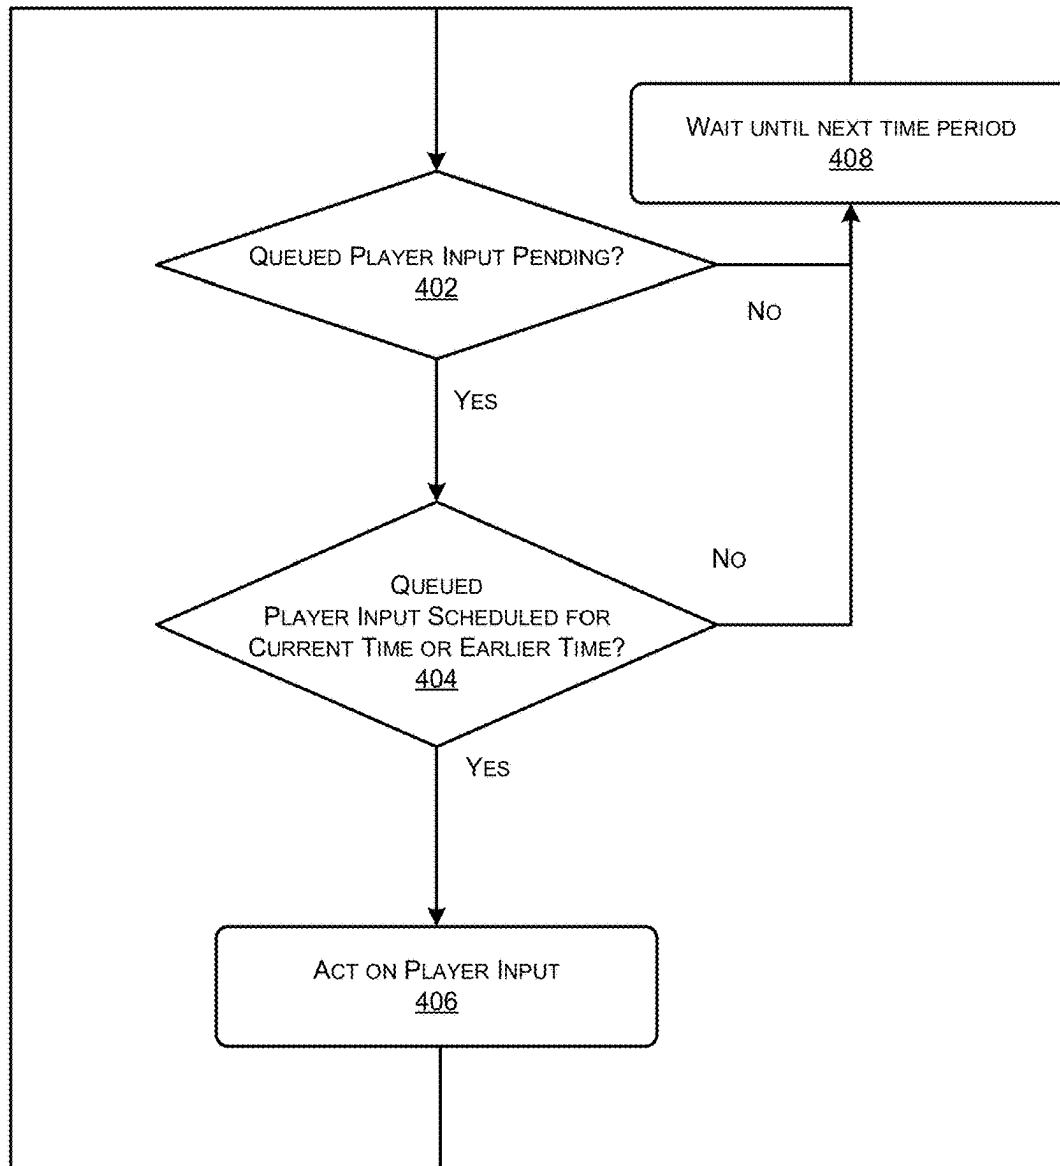 Wait until next time period
408
Queued Player Input Pending?
402
No
Yes
No
Queued
Player Input Scheduled for
Current Time or Earlier Time?
404
Yes
Act on Player Input
406